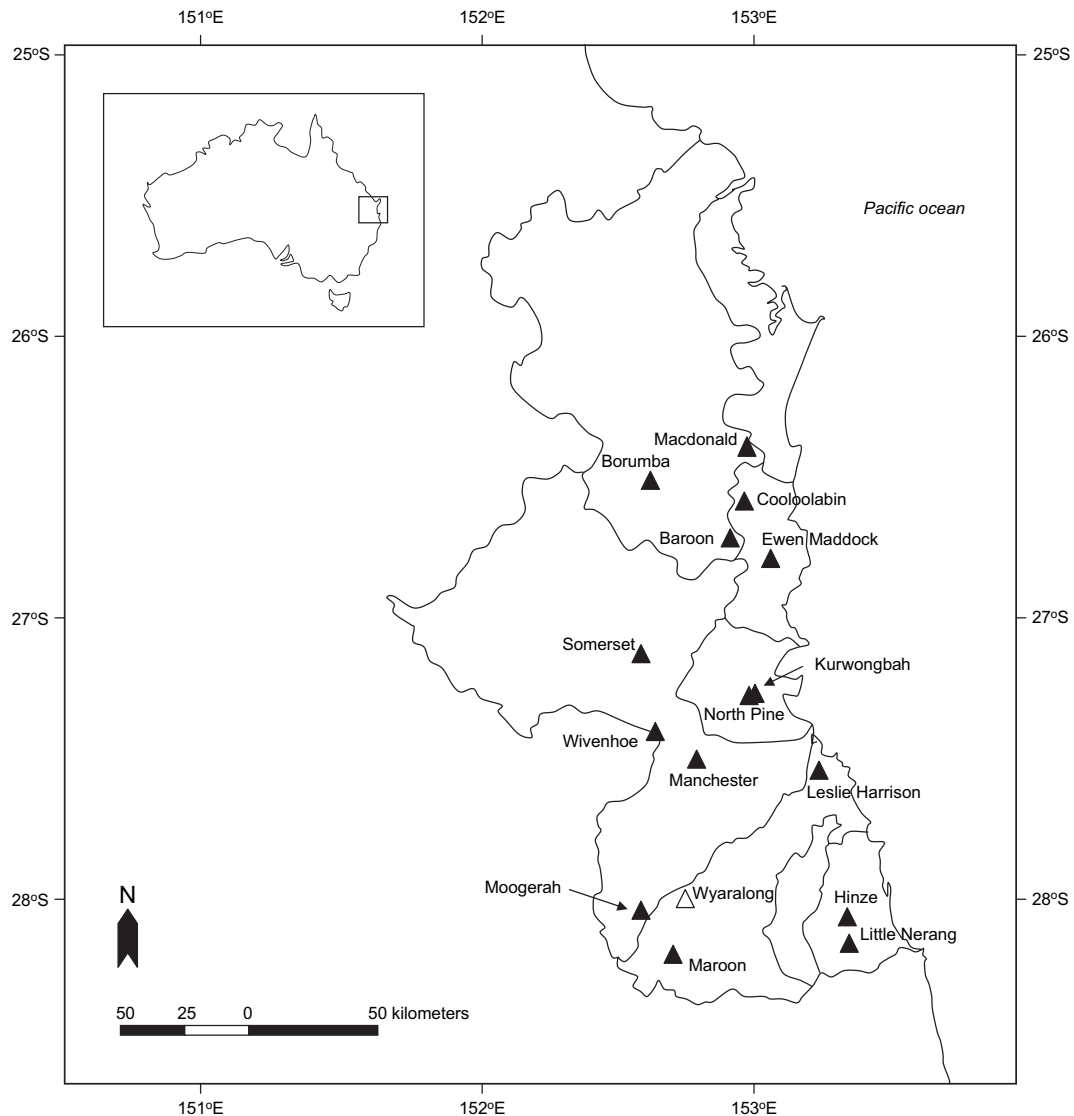 151ºE 152ºE 153ºE
25ºS 25ºS
Pacific ocean
26ºS 26ºS
Macdonald
Borumba
Cooloolabin
Baroon
Ewen Maddock
27ºS 27ºS
Somerset
Kurwongbah
North Pine
Wivenhoe
Manchester
Leslie Harrison
Moogerah
Wyaralong
28ºS 28ºS
N
Hinze
Little Nerang
Maroon
50 25 0 50 kilometers
151ºE 152ºE 153ºE